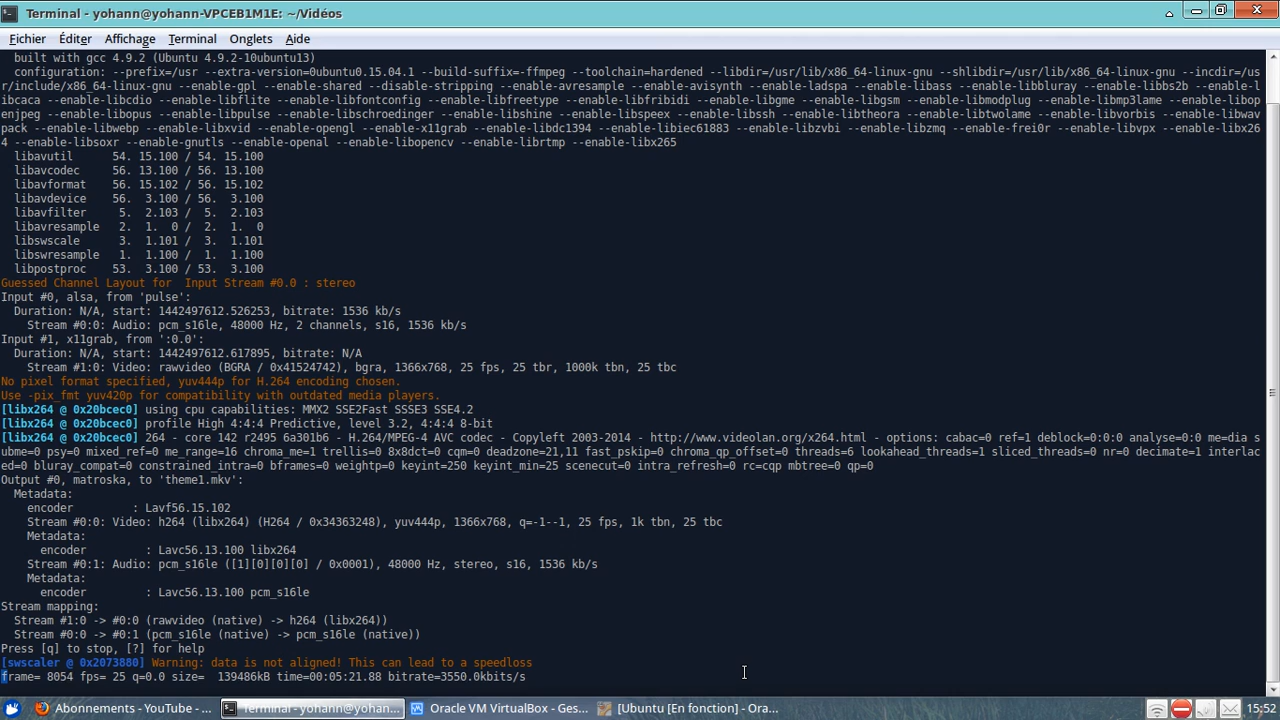 Terminal - yohann@yohann-VPCEB1M1E: ~/Vidéos
Fichier Éditer Affichage Terminal Onglets Aide
built with gcc 4.9.2 (Ubuntu 4.9.2-10ubuntu13)
configuration: --prefix=/usr --extra-version=0ubuntu0.15.04.1 --build-suffix=-ffmpeg --toolchain=hardened --libdir=/usr/lib/x86_64-linux-gnu --shlibdir=/usr/lib/x86_64-linux-gnu --incdir=/us
r/include/x86_64-linux-gnu --enable-gpl --enable-shared --disable-stripping --enable-avresample --enable-avisynth --enable-ladspa --enable-libass --enable-libbluray --enable-libbs2b --enable-l
ibcaca --enable-libcdio --enable-libflite --enable-libfontconfig --enable-libfreetype --enable-libfribidi --enable-libgme --enable-libgsm --enable-libmodplug --enable-libmp3lame --enable-libop
enjpeg --enable-libopus --enable-libpulse --enable-libschroedinger --enable-libshine --enable-libspeex --enable-libssh --enable-libtheora --enable-libtwolame --enable-libvorbis --enable-libwav
pack --enable-libwebp --enable-libxvid --enable-opengl --enable-x11grab --enable-libdc1394 --enable-libiec61883 --enable-libzvbi --enable-libzmq --enable-frei0r --enable-libvpx --enable-libx26
4 --enable-libsoxr --enable-gnutls --enable-openal --enable-libopencv --enable-librtmp --enable-libx265
libavutil 54. 15.100 / 54. 15.100
libavcodec 56. 13.100 / 56. 13.100
libavformat 56. 15.102 / 56. 15.102
libavdevice 56. 3.100 / 56. 3.100
libavfilter 5. 2.103 / 5. 2.103
libavresample 2. 1. 0 / 2. 1. 0
libswscale 3. 1.101 / 3. 1.101
libswresample 1. 1.100 / 1. 1.100
libpostproc 53. 3.100 / 53. 3.100
Guessed Channel Layout for Input Stream #0.0 : stereo
Input #0, alsa, from 'pulse':
Duration: N/A, start: 1442497612.526253, bitrate: 1536 kb/s
Stream #0:0: Audio: pcm_s16le, 48000 Hz, 2 channels, s16, 1536 kb/s
Input #1, x11grab, from ':0.0':
Duration: N/A, start: 1442497612.617895, bitrate: N/A
Stream #1:0: Video: rawvideo (BGRA / 0x41524742), bgra, 1366x768, 25 fps, 25 tbr, 1000k tbn, 25 tbc
No pixel format specified, yuv444p for H.264 encoding chosen.
Use -pix_fmt yuv420p for compatibility with outdated media players.
[libx264 @ 0x20bcec0] using cpu capabilities: MMX2 SSE2Fast SSSE3 SSE4.2
[libx264 @ 0x20bcec0] profile High 4:4:4 Predictive, level 3.2, 4:4:4 8-bit
[libx264 @ 0x20bcec0] 264 - core 142 r2495 6a301b6 - H.264/MPEG-4 AVC codec - Copyleft 2003-2014 - http://www.videolan.org/x264.html - options: cabac=0 ref=1 deblock=0:0:0 analyse=0:0 me=dia s
ubme=0 psy=0 mixed_ref=0 me_range=16 chroma_me=1 trellis=0 8x8dct=0 cqm=0 deadzone=21,11 fast_pskip=0 chroma_qp_offset=0 threads=6 lookahead_threads=1 sliced_threads=0 nr=0 decimate=1 interlac
ed=0 bluray_compat=0 constrained_intra=0 bframes=0 weightp=0 keyint=250 keyint_min=25 scenecut=0 intra_refresh=0 rc=cqp mbtree=0 qp=0
Output #0, matroska, to 'theme1.mkv':
Metadata:
encoder : Lavf56.15.102
Stream #0:0: Video: h264 (libx264) (H264 / 0x34363248), yuv444p, 1366x768, q=-1--1, 25 fps, 1k tbn, 25 tbc
Metadata:
encoder : Lavc56.13.100 libx264
Stream #0:1: Audio: pcm_s16le ([1][0][0][0] / 0x0001), 48000 Hz, stereo, s16, 1536 kb/s
Metadata:
encoder : Lavc56.13.100 pcm_s16le
Stream mapping:
Stream #1:0 -> #0:0 (rawvideo (native) -> h264 (libx264))
Stream #0:0 -> #0:1 (pcm_s16le (native) -> pcm_s16le (native))
Press [q] to stop, [?] for help
[swscaler @ 0x2073880] Warning: data is not aligned! This can lead to a speedloss
frame= 8054 fps= 25 q=0.0 size= 139486kB time=00:05:21.88 bitrate=3550.0kbits/s
Abonnements - YouTube - ... Terminal - yohann@yohan... Oracle VM VirtualBox - Ges... [Ubuntu [En fonction] - Ora... 15:52